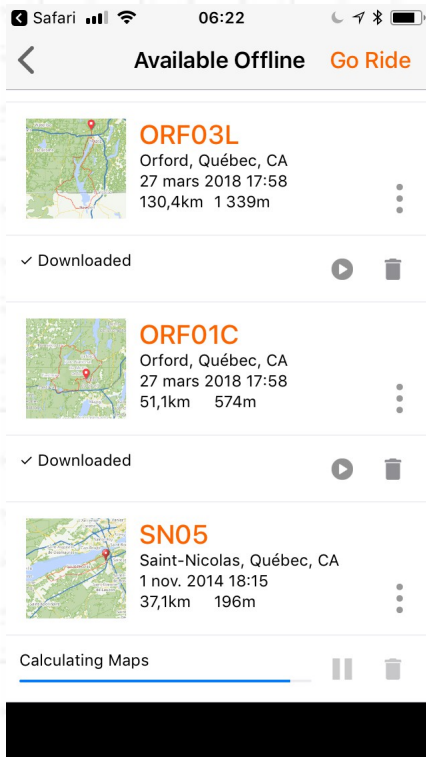 Safari 06:22
Available Offline Go Ride
ORF03L
Orford, Québec, CA
27 mars 2018 17:58
130,4km 1 339m
✓ Downloaded
ORF01C
Orford, Québec, CA
27 mars 2018 17:58
51,1km 574m
✓ Downloaded
SN05
Saint-Nicolas, Québec, CA
1 nov. 2014 18:15
37,1km 196m
Calculating Maps